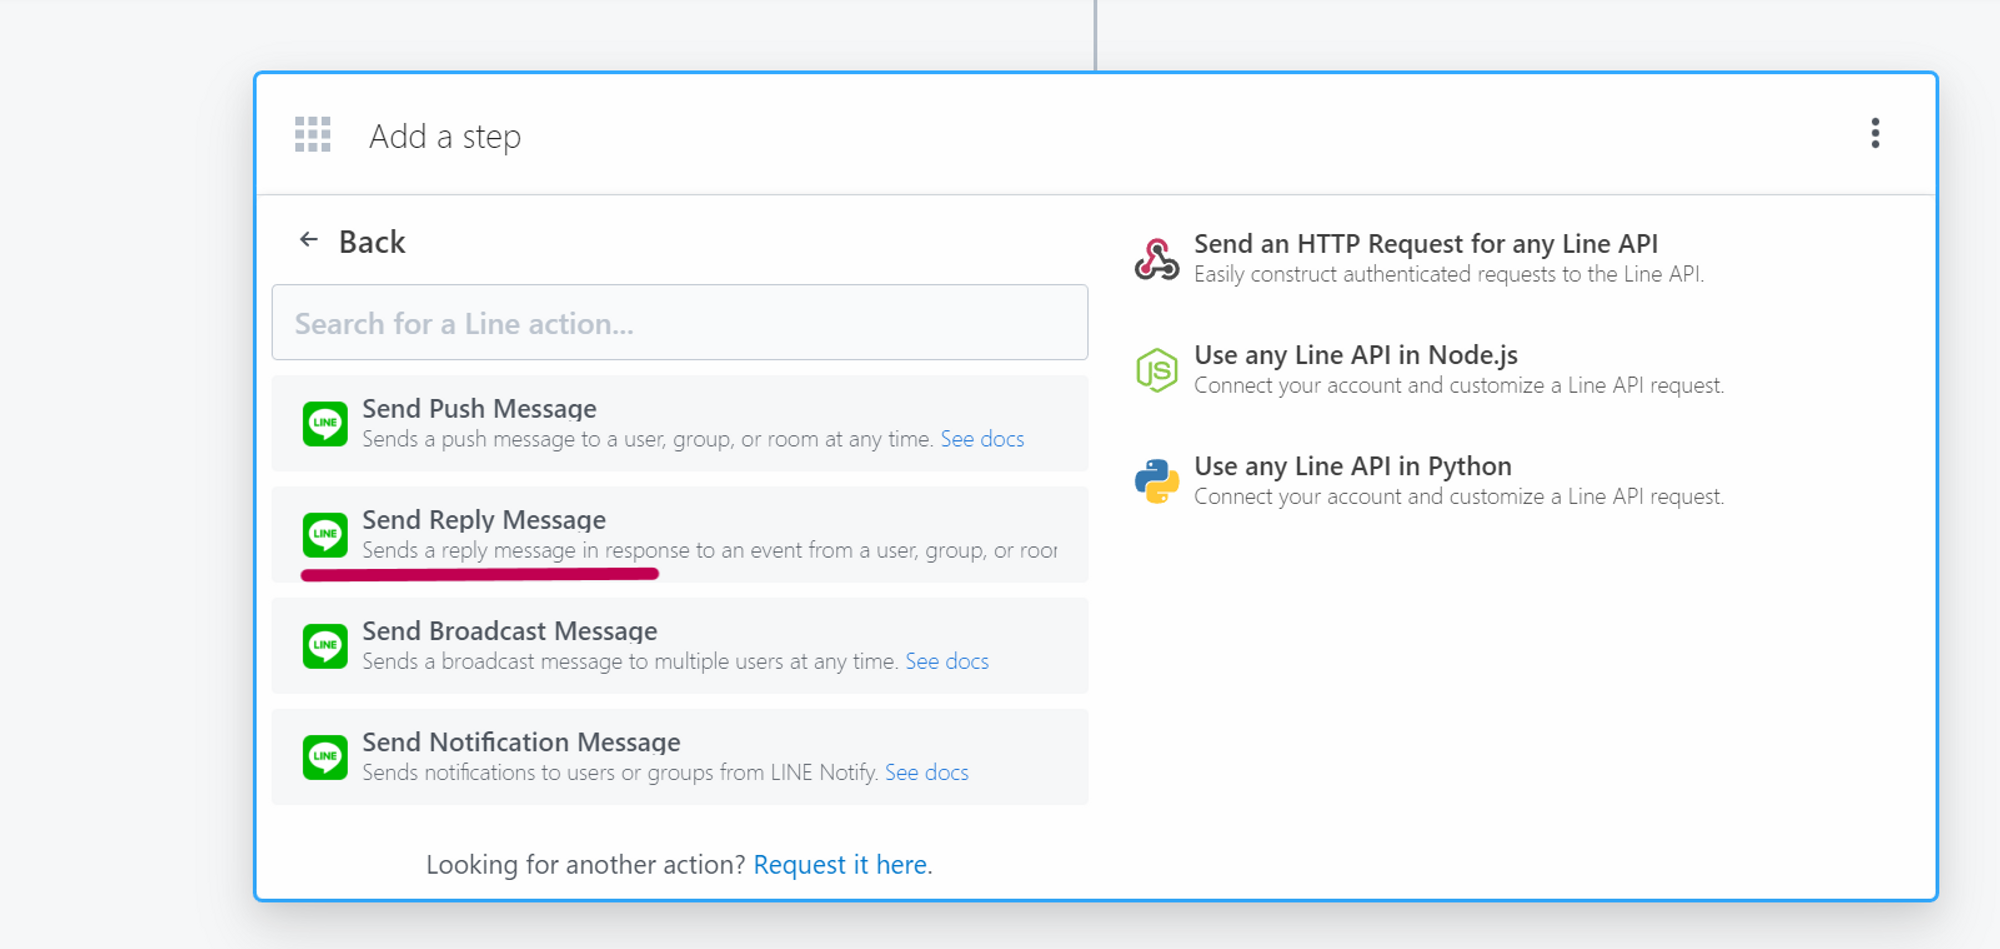 Add a step
Back
Search for a Line action...
LINE
Send Push Message
Sends a push message to a user, group, or room at any time. See docs
LINE
Send Reply Message
Sends a reply message in response to an event from a user, group, or roor
LINE
Send Broadcast Message
Sends a broadcast message to multiple users at any time. See docs
LINE
Send Notification Message
Sends notifications to users or groups from LINE Notify. See docs
Looking for another action? Request it here.
Send an HTTP Request for any Line API
Easily construct authenticated requests to the Line API.
JS
Use any Line API in Node.js
Connect your account and customize a Line API request.
Use any Line API in Python
Connect your account and customize a Line API request.